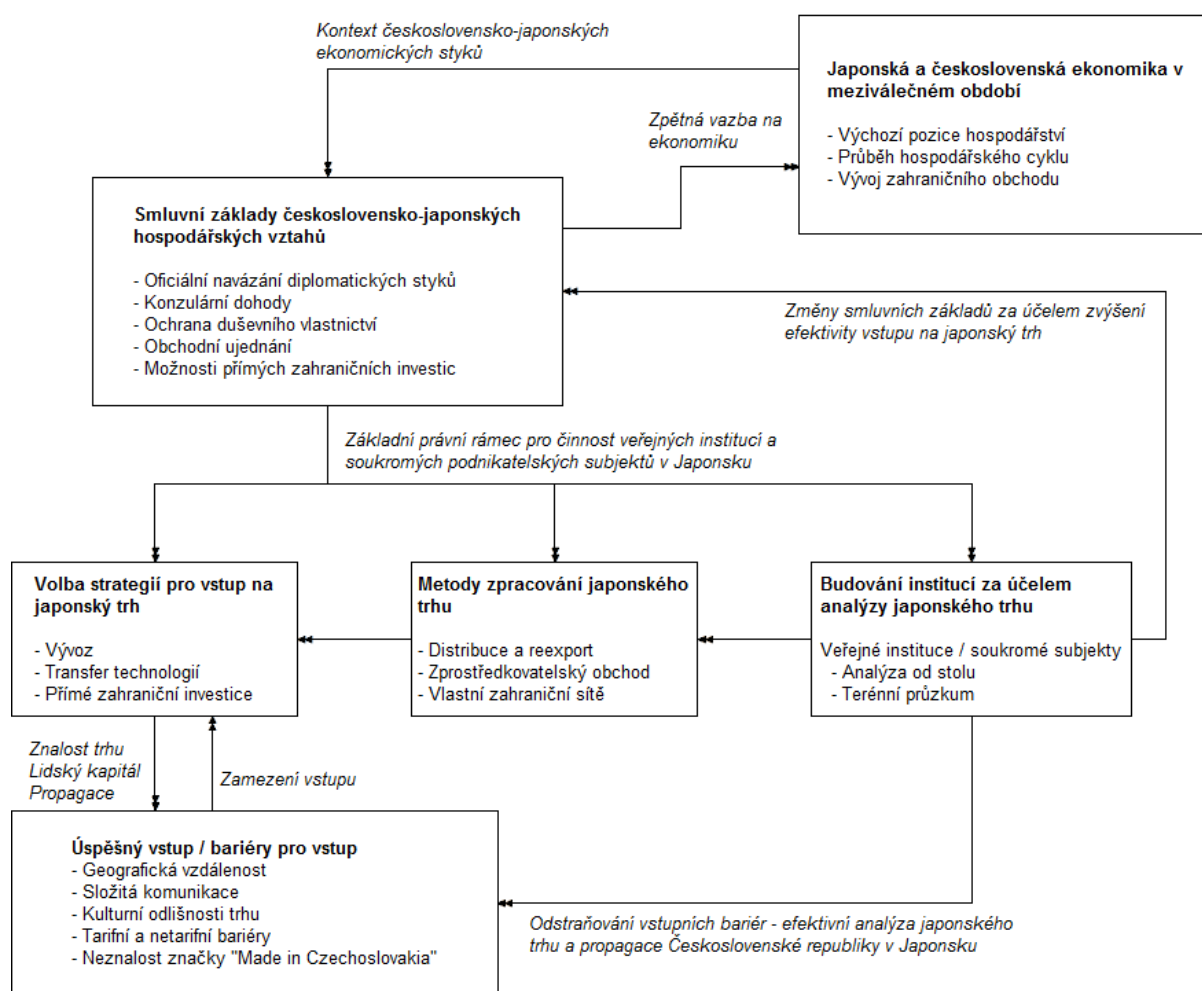 Kontext československo-japonských
ekonomických styků
Japonská a československá ekonomika v
meziválečném období
- Výchozí pozice hospodářství
- Průběh hospodářského cyklu
- Vývoj zahraničního obchodu
Zpětná vazba na
ekonomiku
Smluvní základy československo-japonských
hospodářských vztahů
- Oficiální navázání diplomatických styků
- Konzulární dohody
- Ochrana duševního vlastnictví
- Obchodní ujednání
- Možnosti přímých zahraničních investic
Změny smluvních základů za účelem zvýšení
efektivity vstupu na japonský trh
Základní právní rámec pro činnost veřejných institucí a
soukromých podnikatelských subjektů v Japonsku
Volba strategií pro vstup na
japonský trh
- Vývoz
- Transfer technologií
- Přímé zahraniční investice
Metody zpracování japonského
trhu
- Distribuce a reexport
- Zprostředkovatelský obchod
- Vlastní zahraniční sítě
Budování institucí za účelem
analýzy japonského trhu
Veřejné instituce / soukromé subjekty
- Analýza od stolu
- Terénní průzkum
Znalost trhu
Lidský kapitál
Propagace
Zamezení vstupu
Úspěšný vstup / bariéry pro vstup
- Geografická vzdálenost
- Složitá komunikace
- Kulturní odlišnosti trhu
- Tarifní a netarifní bariéry
- Neznalost značky "Made in Czechoslovakia"
Odstraňování vstupních bariér - efektivní analýza japonského
trhu a propagace Československé republiky v Japonsku